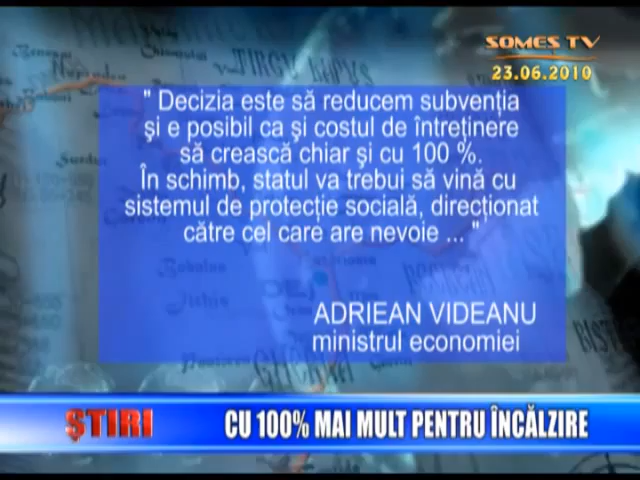 SOMES TV
23.06.2010
" Decizia este să reducem subvenția
și e posibil ca și costul de întreținere
să crească chiar și cu 100 %.
În schimb, statul va trebui să vină cu
sistemul de protecție socială, direcționat
către cel care are nevoie ... "
ADRIEAN VIDEANU
ministrul economiei
ȘTIRI
CU 100% MAI MULT PENTRU ÎNCĂLZIRE